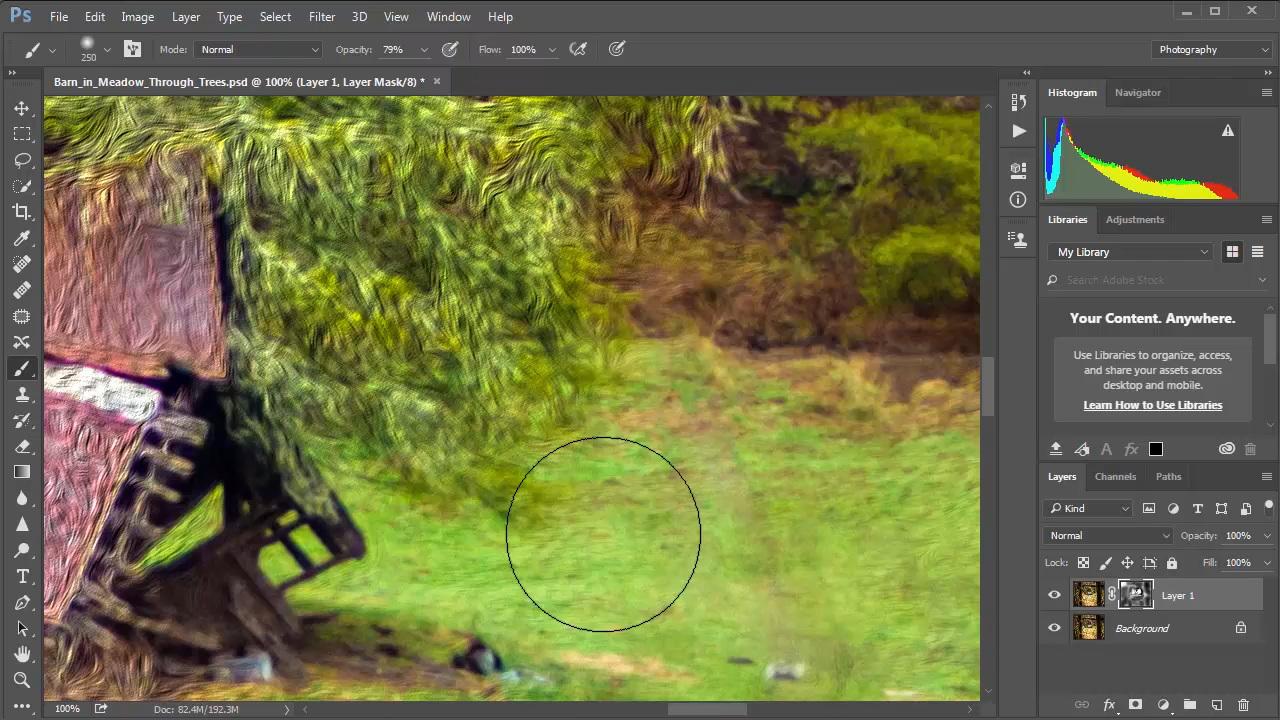 Ps File Edit Image Layer Type Select Filter 3D View Window Help
250 Mode: Normal Opacity: 79% Flow: 100% Photography
Barn_in_Meadow_Through_Trees.psd @ 100% (Layer 1, Layer Mask/8) *
Histogram Navigator
Libraries Adjustments
My Library
Search Adobe Stock
Your Content. Anywhere.
Use Libraries to organize, access,
and share your assets across
desktop and mobile.
Learn How to Use Libraries
Layers Channels Paths
Kind
Normal Opacity: 100%
Lock: Fill: 100%
Layer 1
Background
100% Doc: 82.4M/192.3M